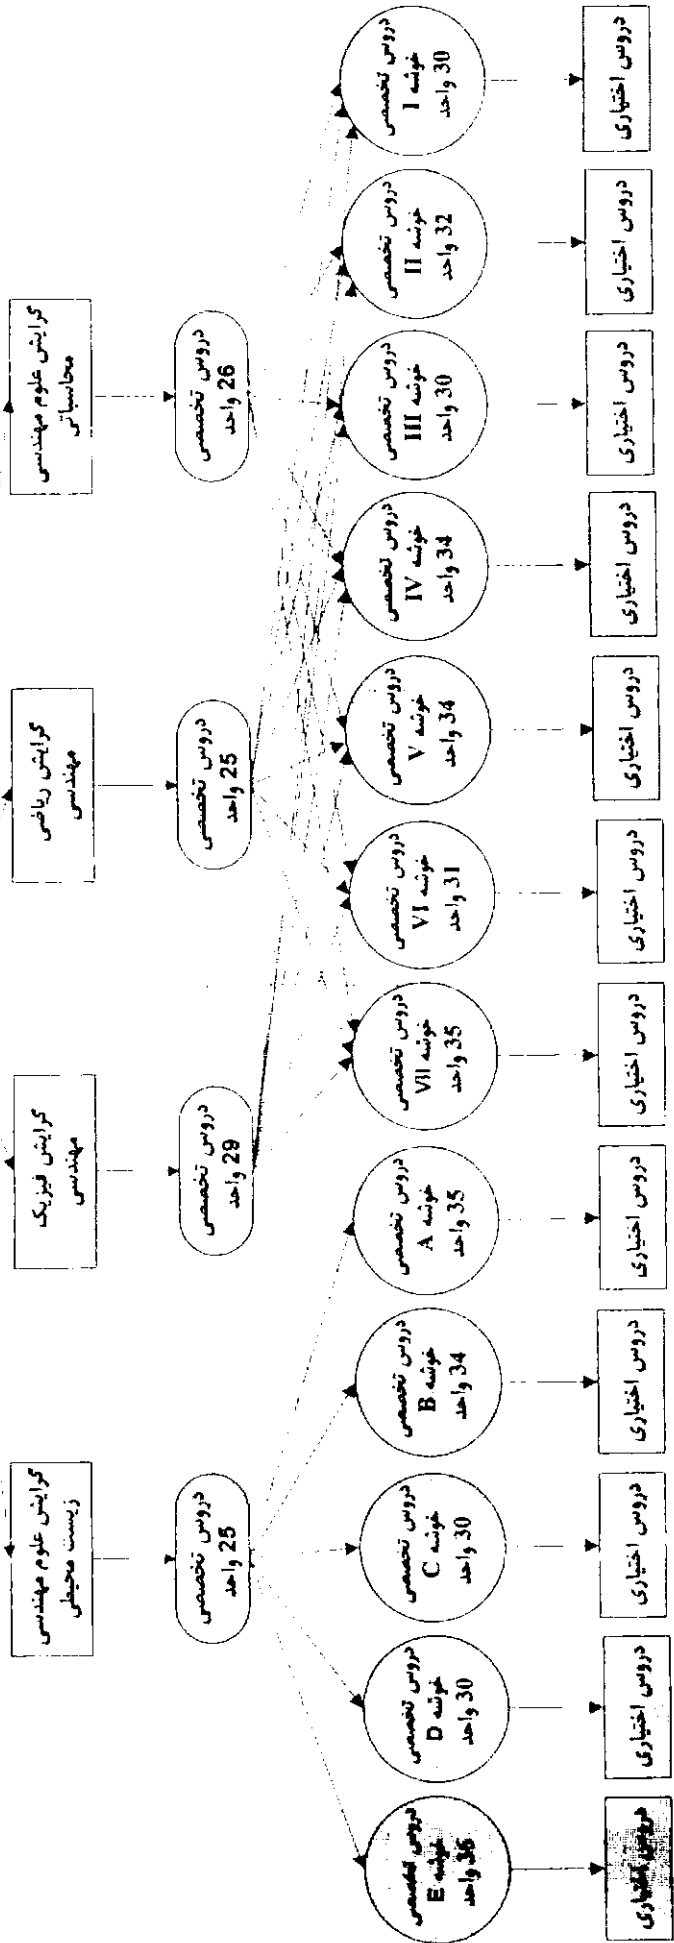 گرایش علوم مهندسی
محاسباتی
گرایش ریاضی
مهندسی
گرایش فیزیک
مهندسی
گرایش علوم مهندسی
زیست محیطی
دروس تخصصی
26 واحد
دروس تخصصی
25 واحد
دروس تخصصی
29 واحد
دروس تخصصی
25 واحد
دروس تخصصی
خوشه I
30 واحد
دروس تخصصی
خوشه II
32 واحد
دروس تخصصی
خوشه III
30 واحد
دروس تخصصی
خوشه IV
34 واحد
دروس تخصصی
خوشه V
34 واحد
دروس تخصصی
خوشه VI
31 واحد
دروس تخصصی
خوشه VII
35 واحد
دروس تخصصی
خوشه A
35 واحد
دروس تخصصی
خوشه B
34 واحد
دروس تخصصی
خوشه C
30 واحد
دروس تخصصی
خوشه D
30 واحد
دروس تخصصی
خوشه E
36 واحد
دروس اختیاری
دروس اختیاری
دروس اختیاری
دروس اختیاری
دروس اختیاری
دروس اختیاری
دروس اختیاری
دروس اختیاری
دروس اختیاری
دروس اختیاری
دروس اختیاری
دروس اختیاری